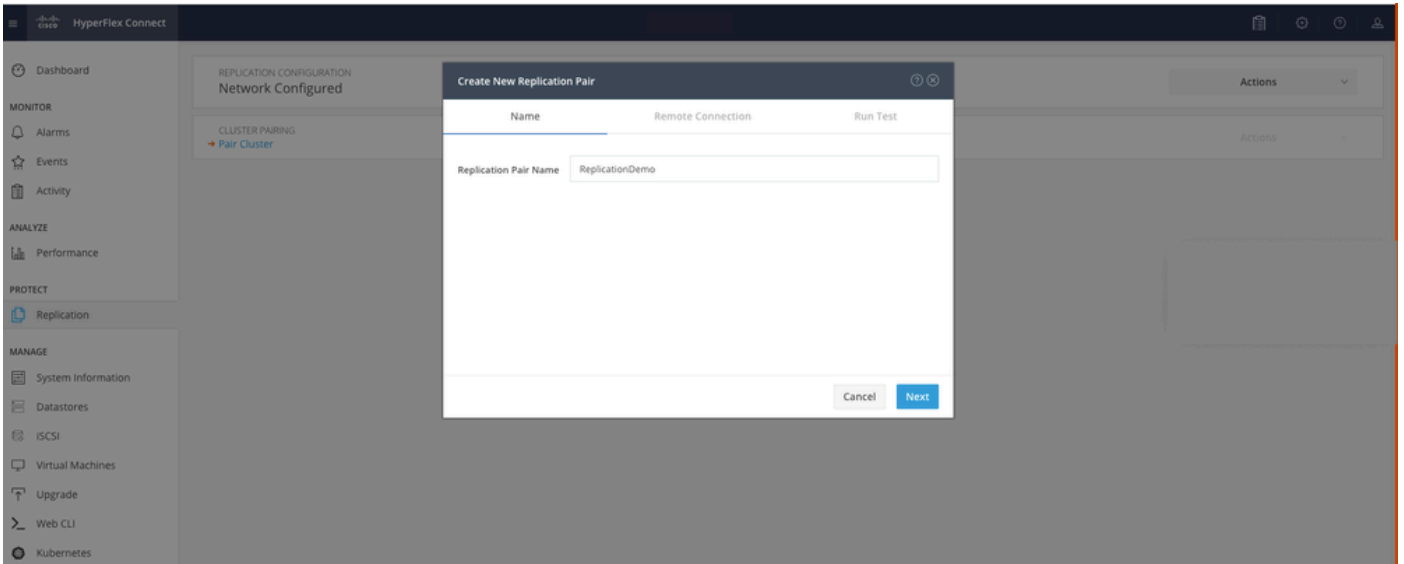 cisco HyperFlex Connect
Dashboard
MONITOR
Alarms
Events
Activity
ANALYZE
Performance
PROTECT
Replication
MANAGE
System Information
Datastores
iSCSI
Virtual Machines
Upgrade
Web CLI
Kubernetes
REPLICATION CONFIGURATION
Network Configured
Actions
CLUSTER PAIRING
Pair Cluster
Actions
Create New Replication Pair
Name Remote Connection Run Test
Replication Pair Name ReplicationDemo
Cancel Next